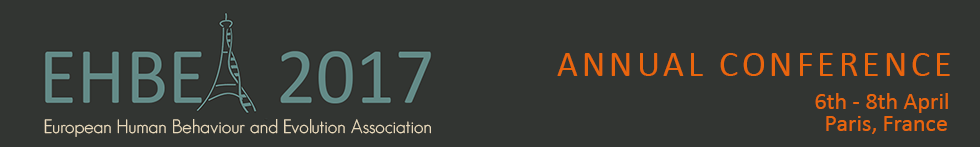 EHBEA 2017
European Human Behaviour and Evolution Association
ANNUAL CONFERENCE
6th - 8th April
Paris, France